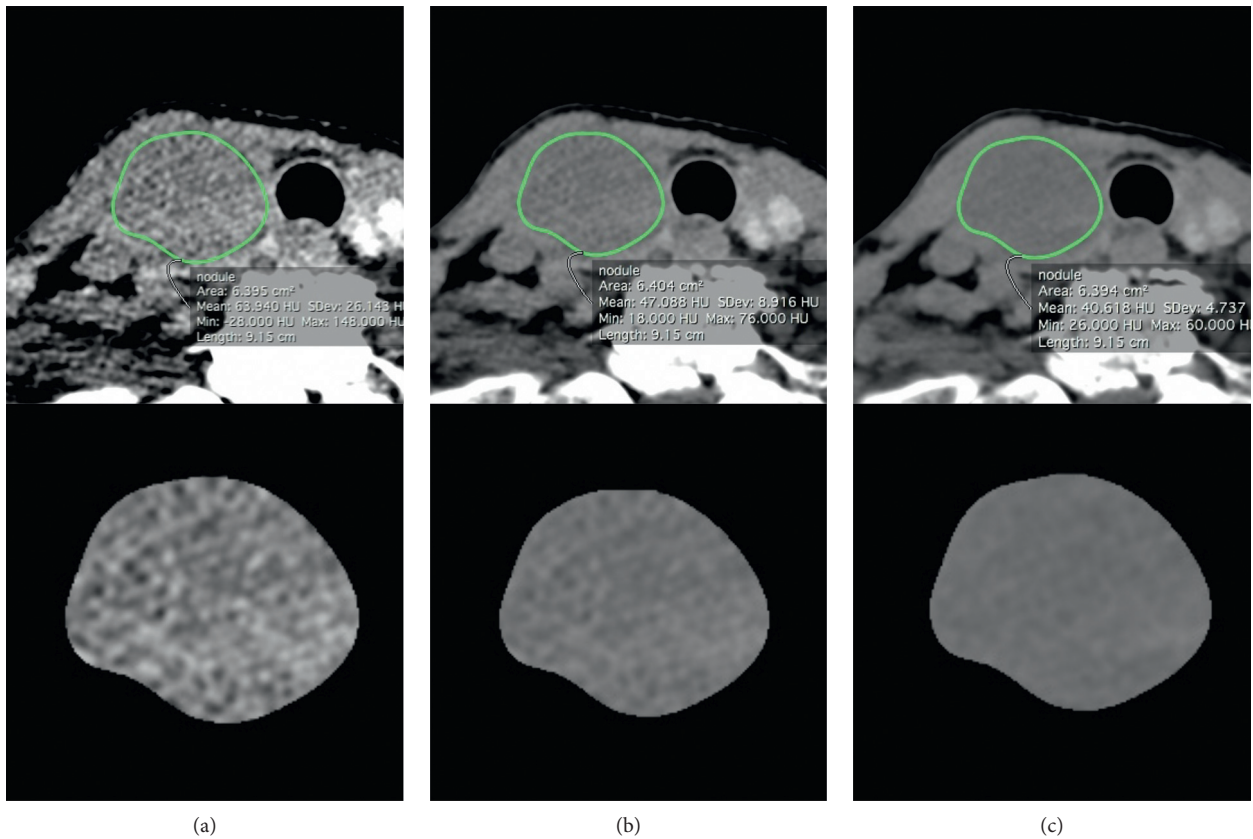 nodule
Area: 6.395 cm²
Mean: 63.940 HU SDev: 26.143 H
Min: -28.000 HU Max: 148.000 HU
Length: 9.15 cm
nodule
Area: 6.404 cm²
Mean: 47.088 HU SDev: 8.916 HU
Min: 18.000 HU Max: 76.000 HU
Length: 9.15 cm
nodule
Area: 6.394 cm²
Mean: 40.618 HU SDev: 4.737
Min: 26.000 HU Max: 60.000 HU
Length: 9.15 cm
(a)
(b)
(c)